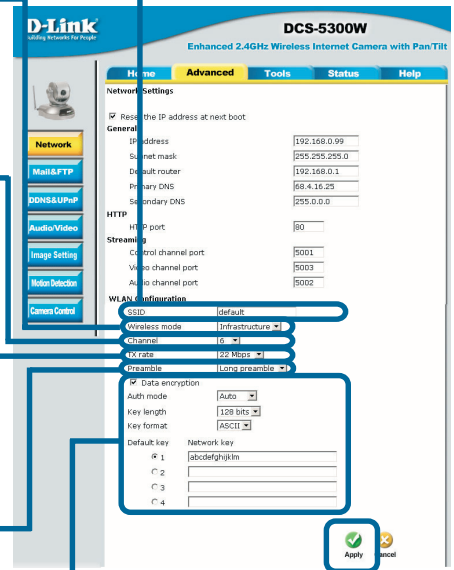 D-Link
Building Networks for People
DCS-5300W
Enhanced 2.4GHz Wireless Internet Camera with Pan/Tilt
Home Advanced Tools Status Help
Network
Mail&FTP
DDNS&UPnP
Audio/Video
Image Setting
Motion Detection
Camera Control
Network Settings
Reset the IP address at next boot
General
IP address 192.168.0.99
Subnet mask 255.255.255.0
Default router 192.168.0.1
Primary DNS 68.4.16.25
Secondary DNS 255.0.0.0
HTTP
HTTP port 80
Streaming
Control channel port 5001
Video channel port 5003
Audio channel port 5002
WLAN Configuration
SSID default
Wireless mode Infrastructure
Channel 6
TX rate 22 Mbps
Preamble Long preamble
Data encryption
Auth mode Auto
Key length 128 bits
Key format ASCII
Default key Network key
1 abcdefghijklm
2
3
4
Apply Cancel